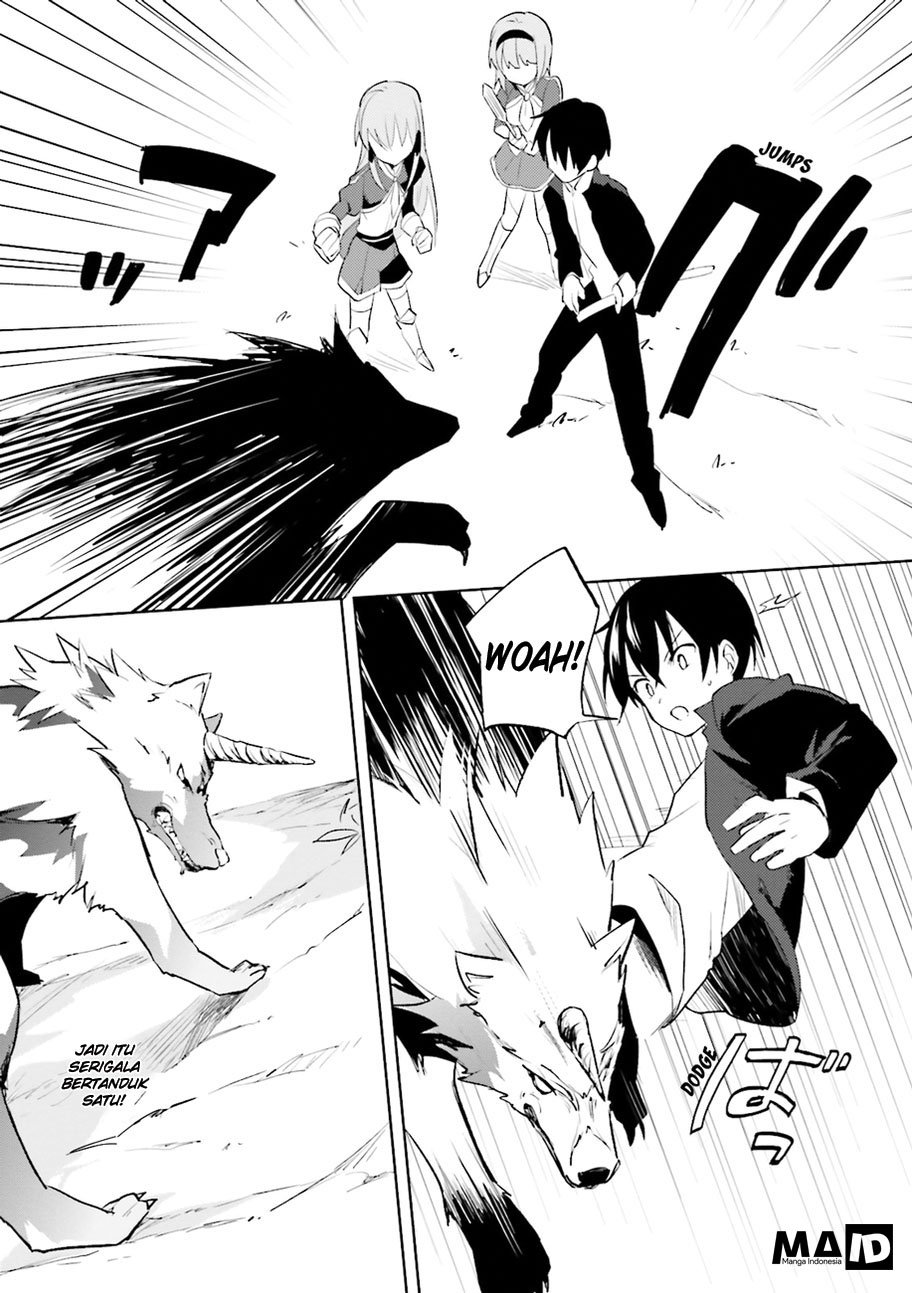 JUMPS
グアッ
WOAH!
DODGE
ばっ
JADI ITU
SERIGALA
BERTANDUK
SATU!
MAID
Manga Indonesia